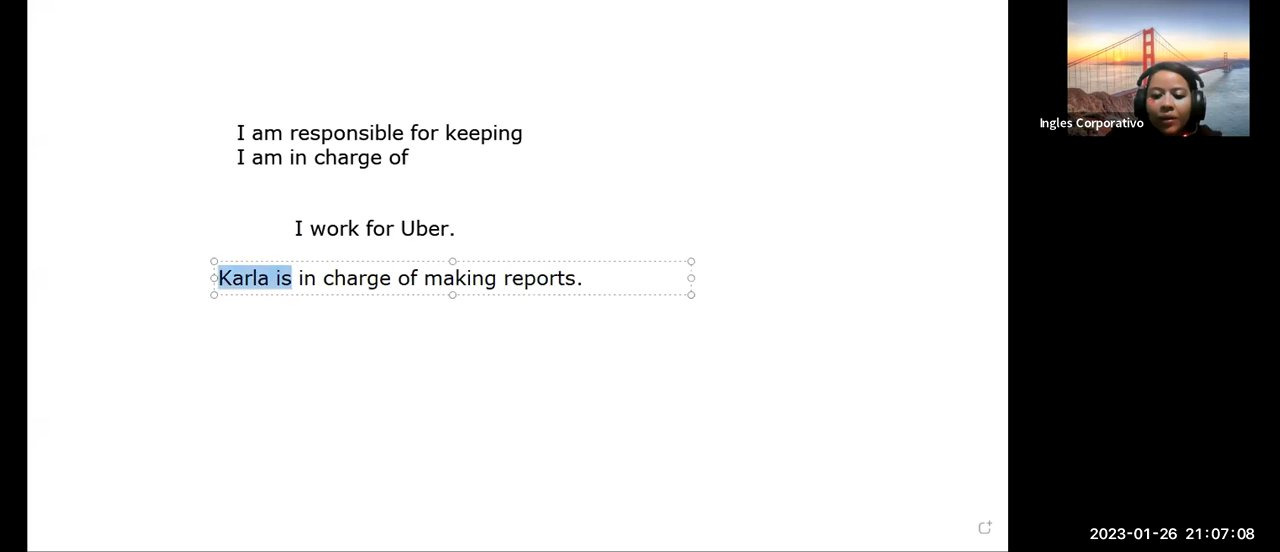 I am responsible for keeping
I am in charge of
I work for Uber.
Karla is in charge of making reports.
Ingles Corporativo
2023-01-26 21:07:08